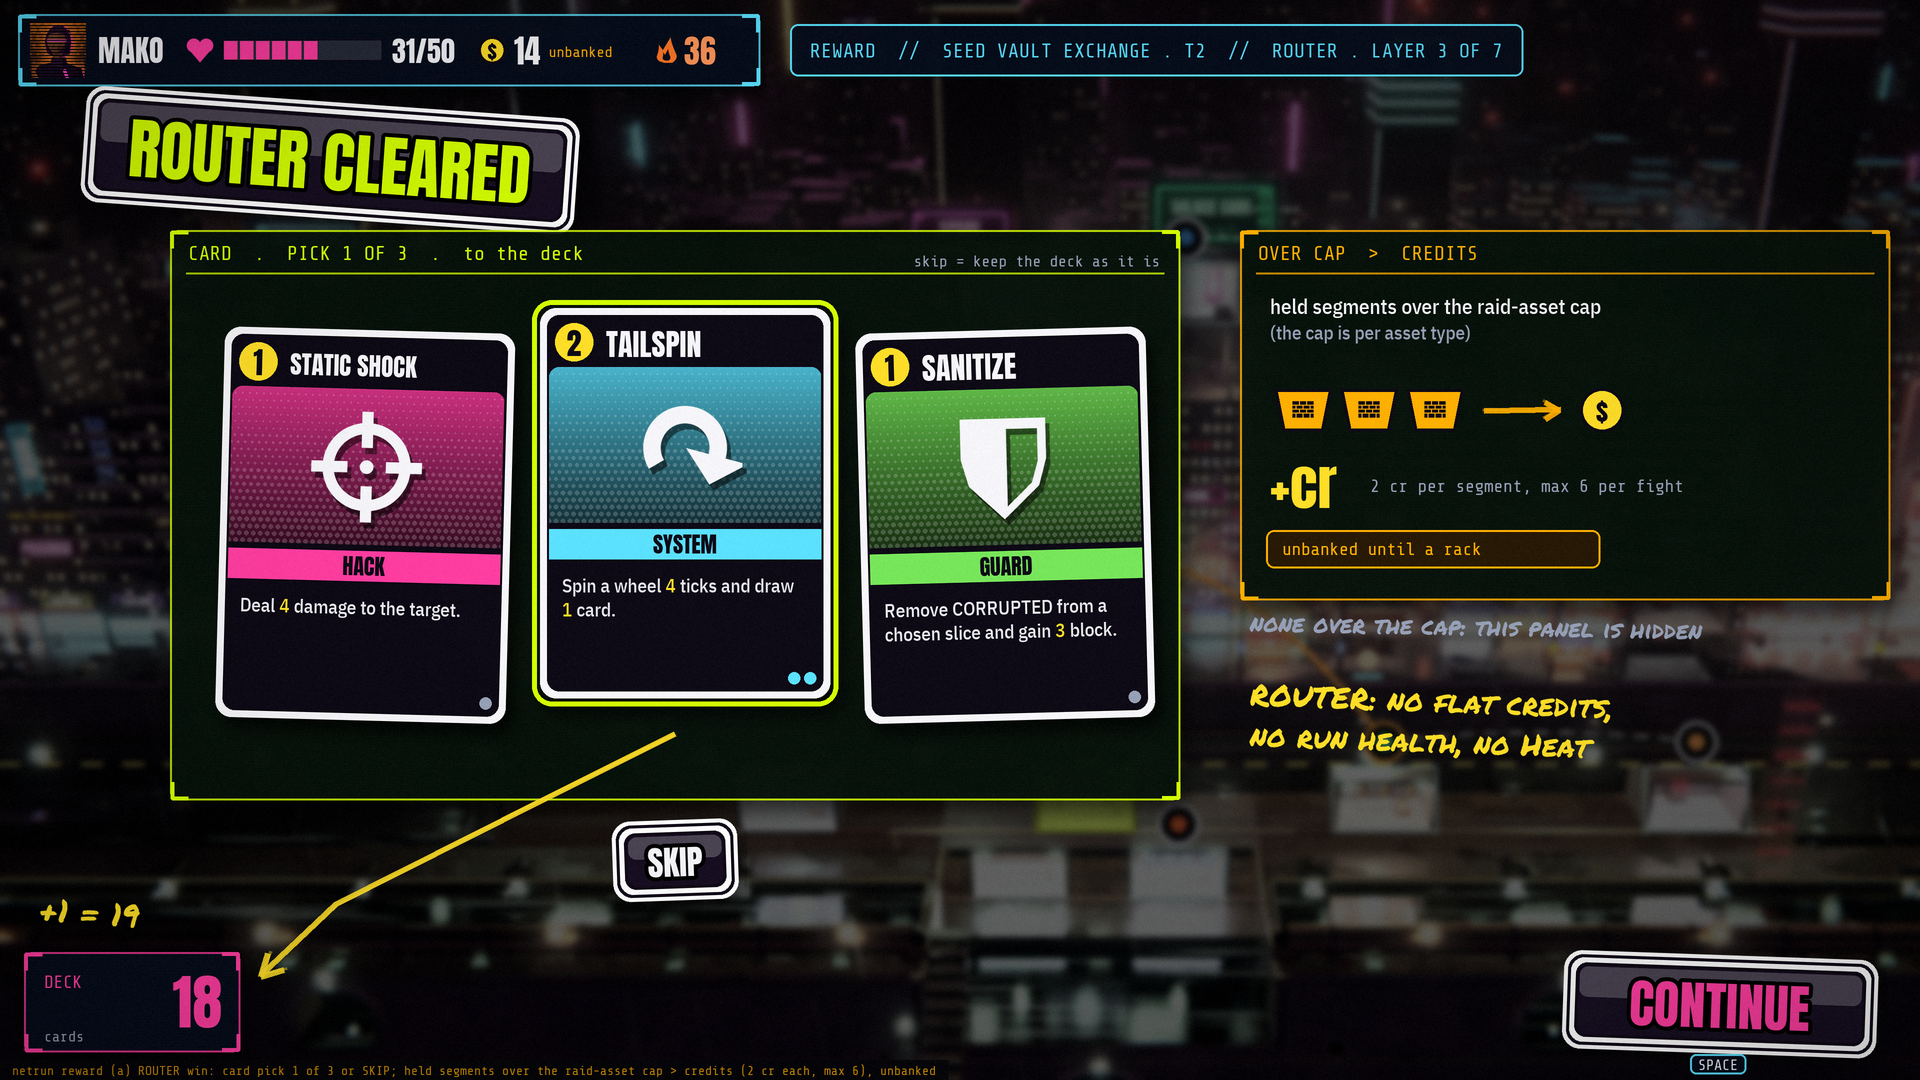 MAKO
31/50
$ 14 unbanked
36
REWARD // SEED VAULT EXCHANGE . T2 // ROUTER . LAYER 3 OF 7
ROUTER CLEARED
CARD . PICK 1 OF 3 . to the deck
skip = keep the deck as it is
1 STATIC SHOCK
HACK
Deal 4 damage to the target.
2 TAILSPIN
SYSTEM
Spin a wheel 4 ticks and draw
1 card.
1 SANITIZE
GUARD
Remove CORRUPTED from a
chosen slice and gain 3 block.
OVER CAP > CREDITS
held segments over the raid-asset cap
(the cap is per asset type)
$
+cr 2 cr per segment, max 6 per fight
unbanked until a rack
NONE OVER THE CAP: THIS PANEL IS HIDDEN
ROUTER: NO FLAT CREDITS,
NO RUN HEALTH, NO HEAT
SKIP
+1 = 19
DECK
18
cards
CONTINUE
SPACE
netrun reward (a) ROUTER win: card pick 1 of 3 or SKIP; held segments over the raid-asset cap > credits (2 cr each, max 6), unbanked